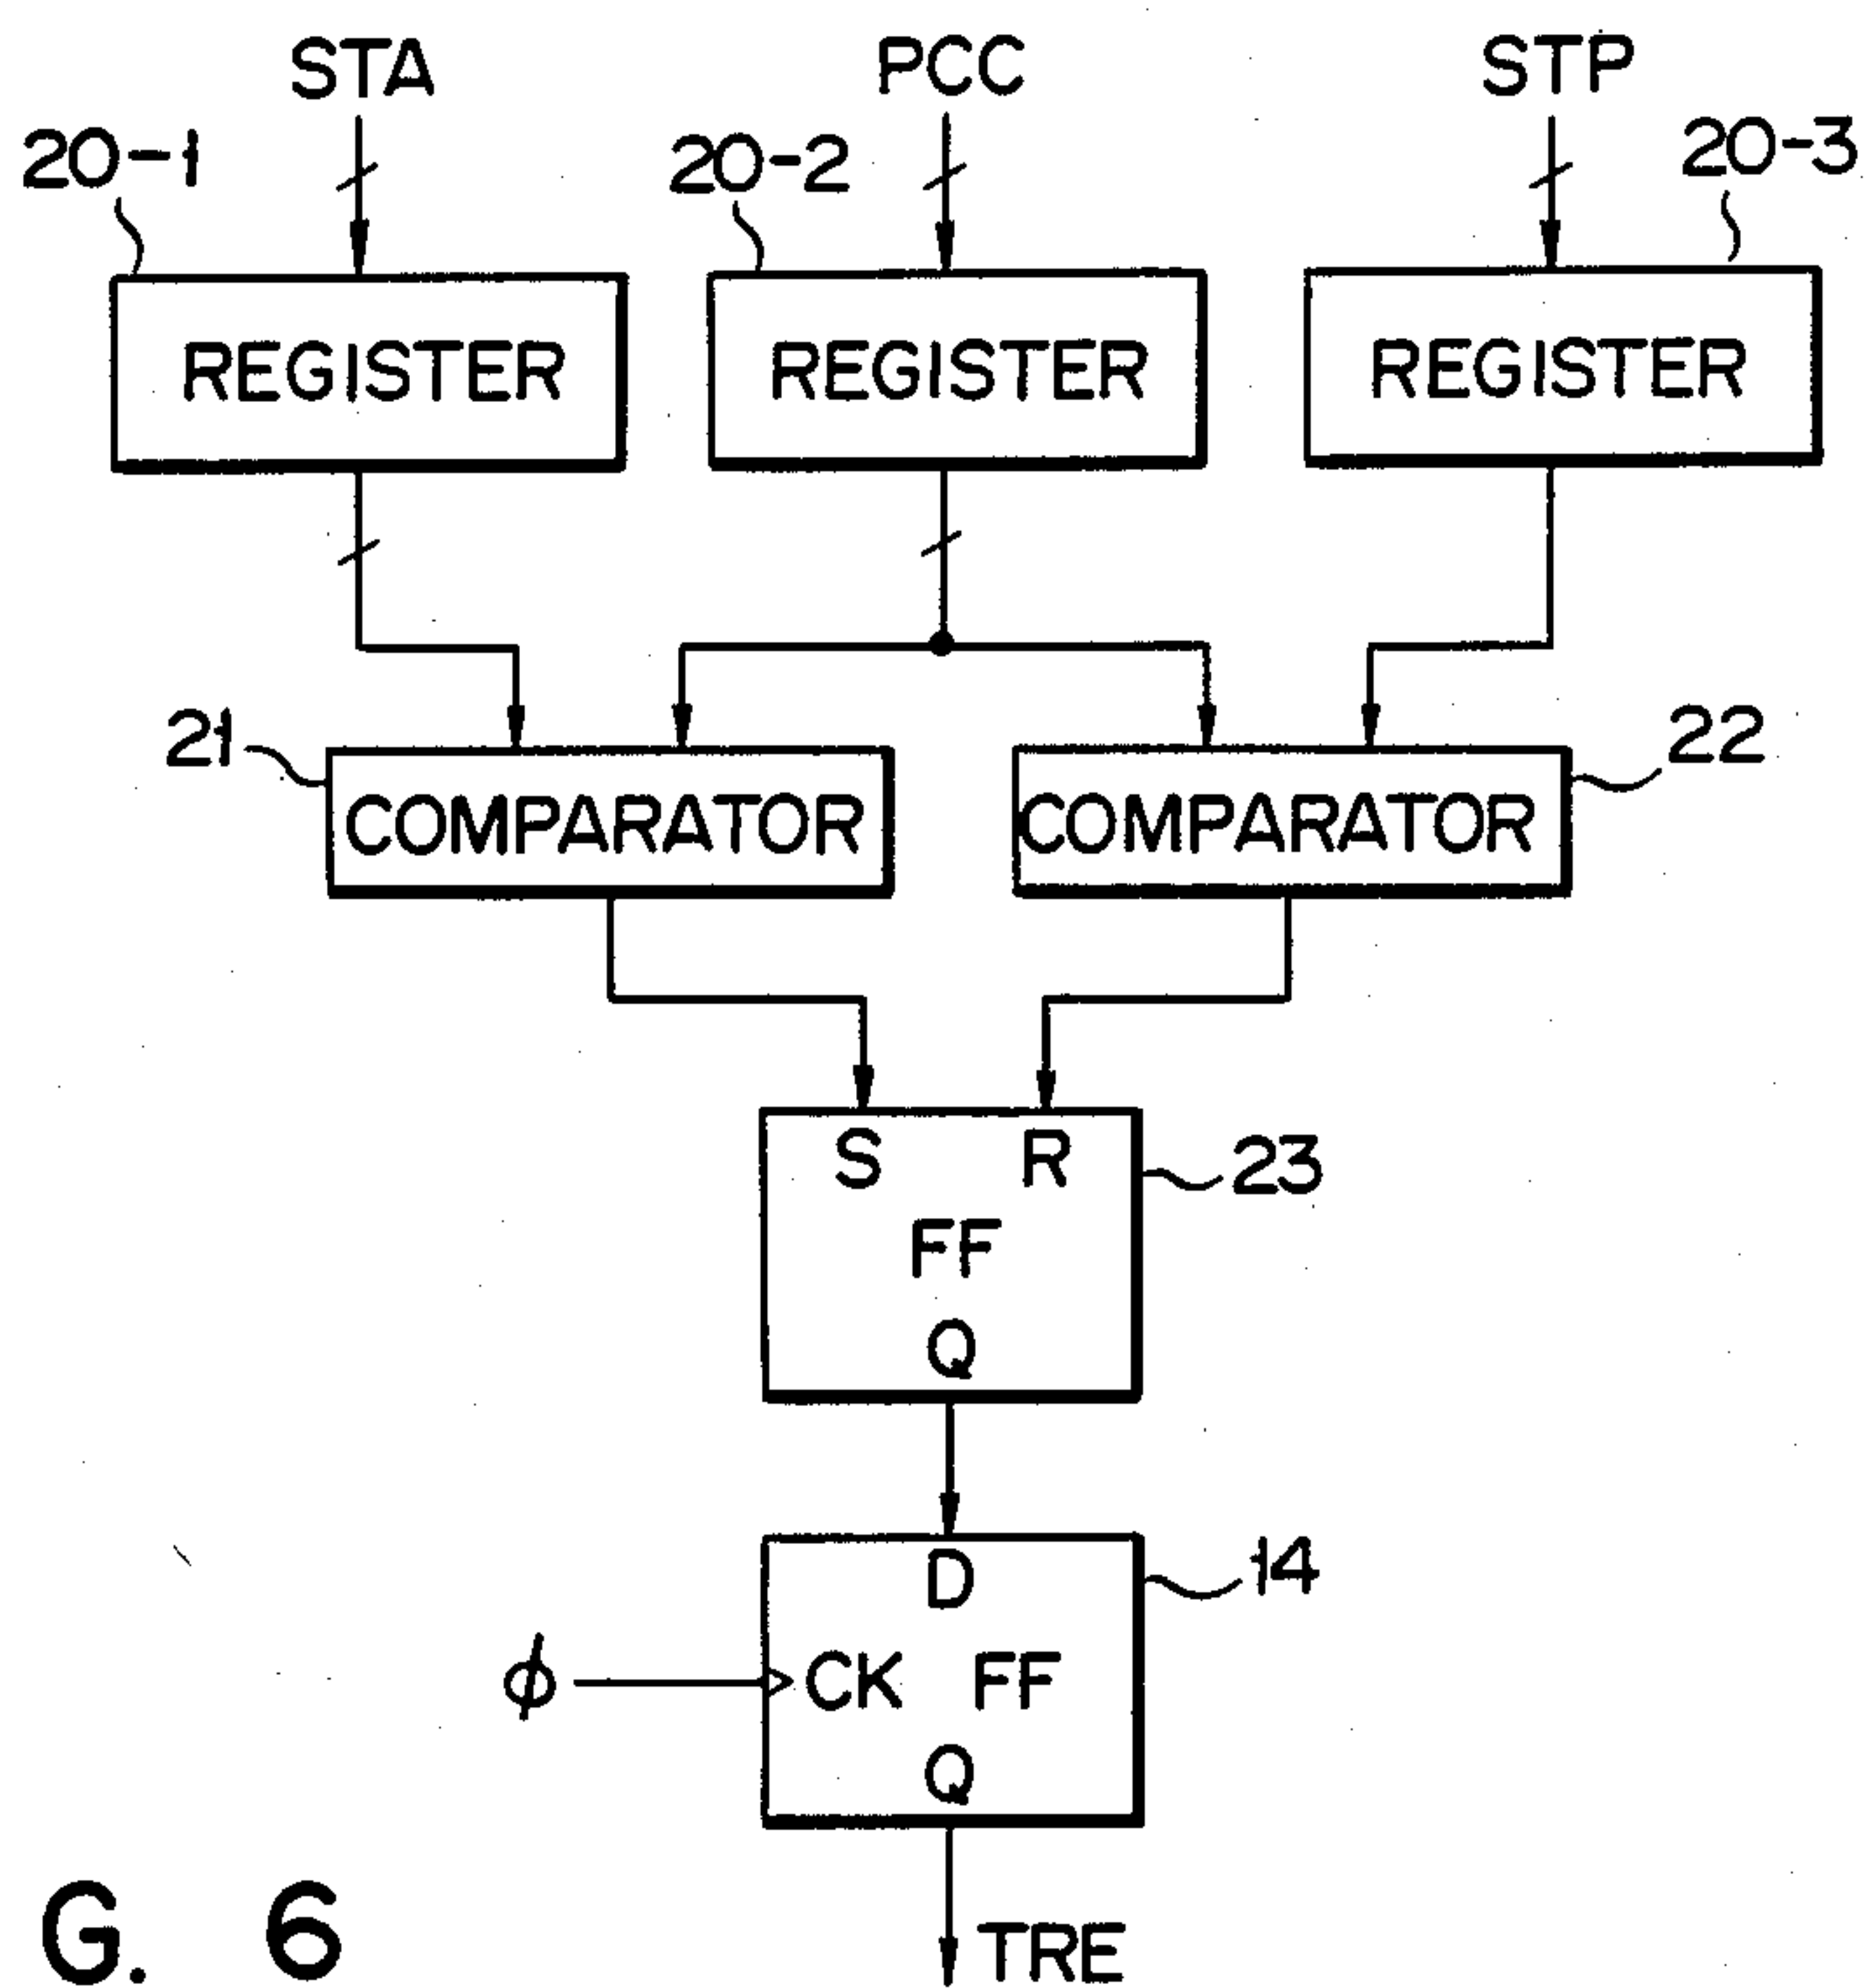 STA PCC STP
20-1 20-2 20-3
REGISTER REGISTER REGISTER
21 22
COMPARATOR COMPARATOR
S R 23
FF
Q
D 14
φ CK FF
Q
G. 6
TRE